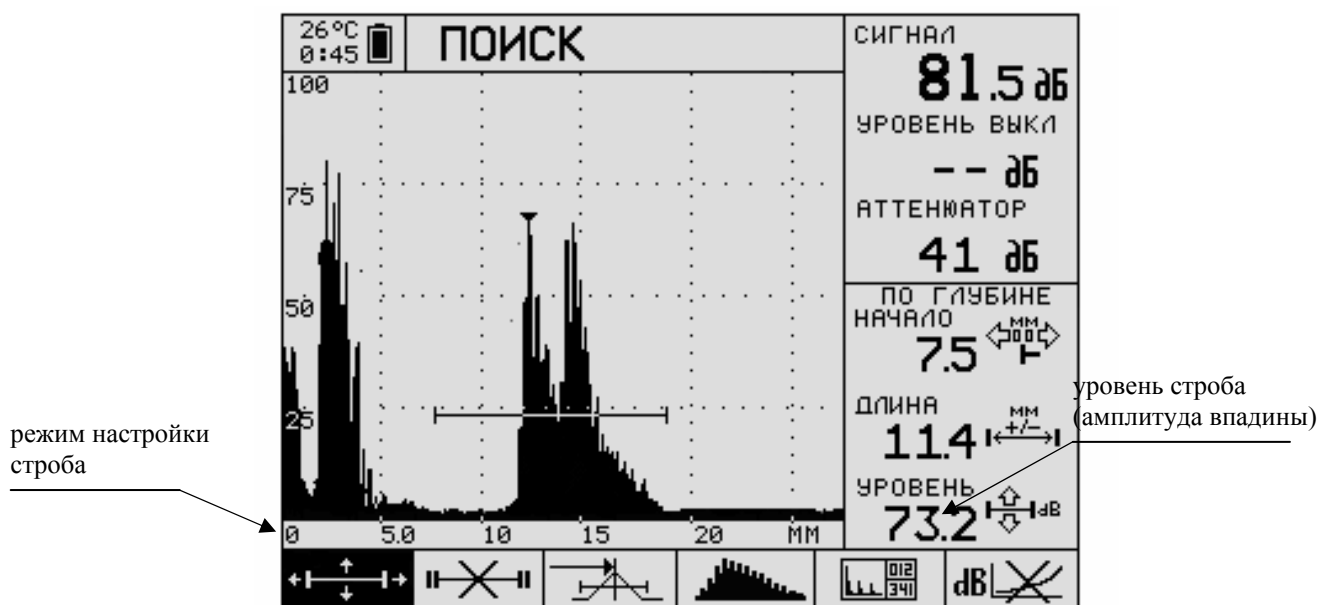 26°C
0:45
ПОИСК
100
75
50
25
0 5.0 10 15 20 ММ
СИГНАЛ
81.5 дБ
УРОВЕНЬ ВЫКЛ
-- дБ
АТТЕНЮАТОР
41 дБ
ПО ГЛУБИНЕ
НАЧАЛО
7.5 ММ
ДЛИНА
11.4 ММ
+/-
УРОВЕНЬ
73.2 dB
012
341
dB
режим настройки
строба
уровень строба
(амплитуда впадины)